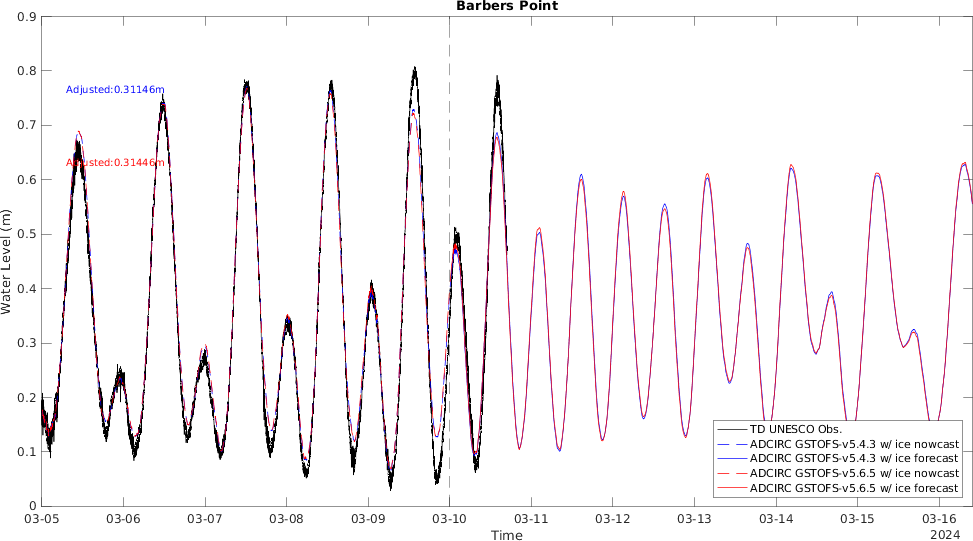 Barbers Point
0.9
0.8
0.7
0.6
0.5
0.4
0.3
0.2
0.1
0
Water Level (m)
Adjusted:0.31146m
Adjusted:0.31446m
TD UNESCO Obs.
ADCIRC GSTOFS-v5.4.3 w/ ice nowcast
ADCIRC GSTOFS-v5.4.3 w/ ice forecast
ADCIRC GSTOFS-v5.6.5 w/ ice nowcast
ADCIRC GSTOFS-v5.6.5 w/ ice forecast
03-05 03-06 03-07 03-08 03-09 03-10 03-11 03-12 03-13 03-14 03-15 03-16
Time
2024